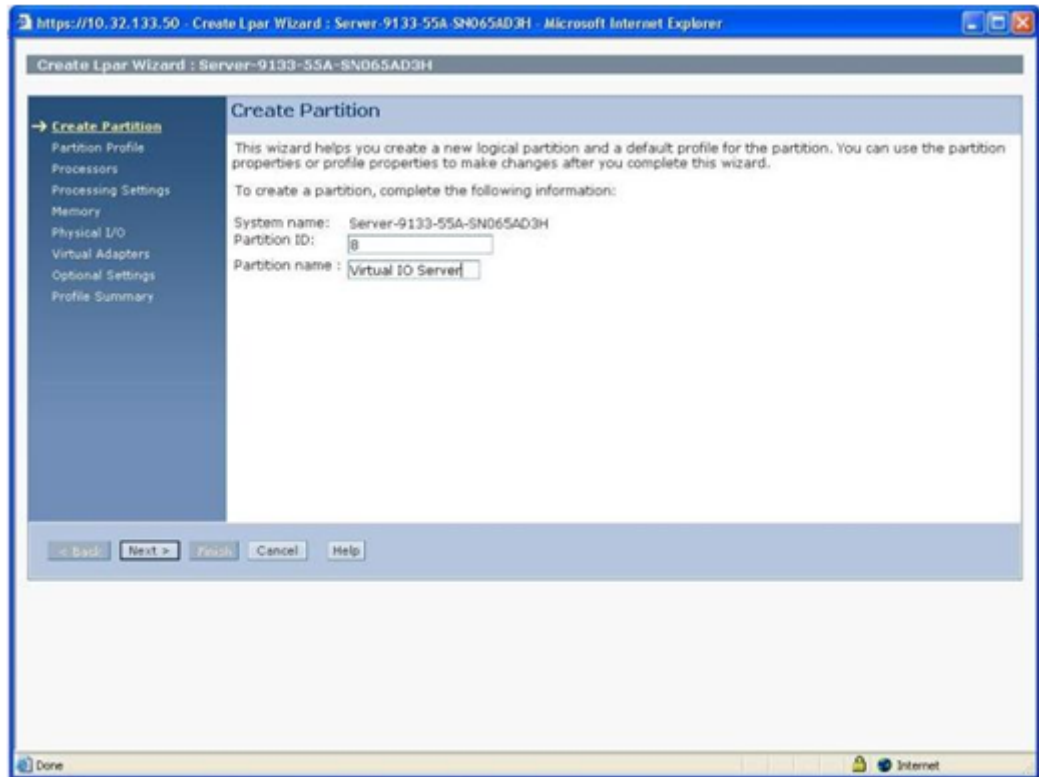 https://10.32.133.50 - Create Lpar Wizard : Server-9133-55A-SN065AD3H - Microsoft Internet Explorer
Create Lpar Wizard : Server-9133-55A-SN065AD3H
Create Partition
Partition Profile
Processors
Processing Settings
Memory
Physical I/O
Virtual Adapters
Optional Settings
Profile Summary
Create Partition
This wizard helps you create a new logical partition and a default profile for the partition. You can use the partition
properties or profile properties to make changes after you complete this wizard.
To create a partition, complete the following information:
System name: Server-9133-55A-SN065AD3H
Partition ID: 8
Partition name : Virtual IO Server
< Back Next > Finish Cancel Help
Done Internet